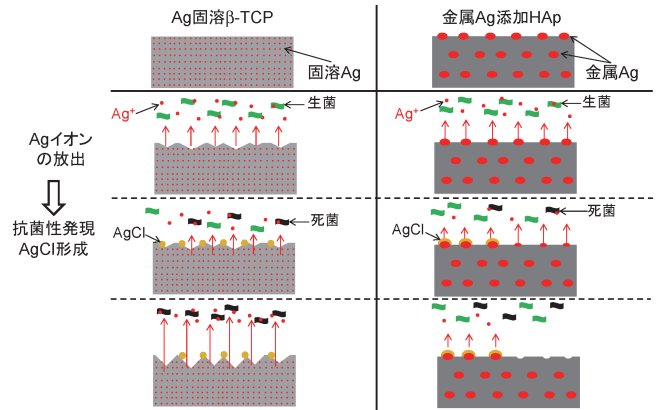 Ag固溶β-TCP
金属Ag添加HAp
固溶Ag
金属Ag
Agイオン
の放出
抗菌性発現
AgCl形成
Ag⁺
生菌
Ag⁺
生菌
AgCl
死菌
AgCl
死菌